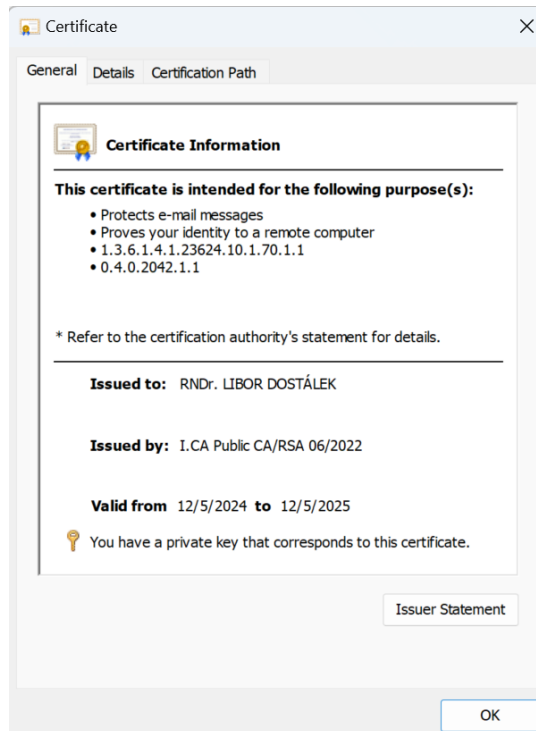 Certificate
General Details Certification Path
Certificate Information
This certificate is intended for the following purpose(s):
• Protects e-mail messages
• Proves your identity to a remote computer
• 1.3.6.1.4.1.23624.10.1.70.1.1
• 0.4.0.2042.1.1
* Refer to the certification authority's statement for details.
Issued to: RNDr. LIBOR DOSTÁLEK
Issued by: I.CA Public CA/RSA 06/2022
Valid from 12/5/2024 to 12/5/2025
You have a private key that corresponds to this certificate.
Issuer Statement
OK